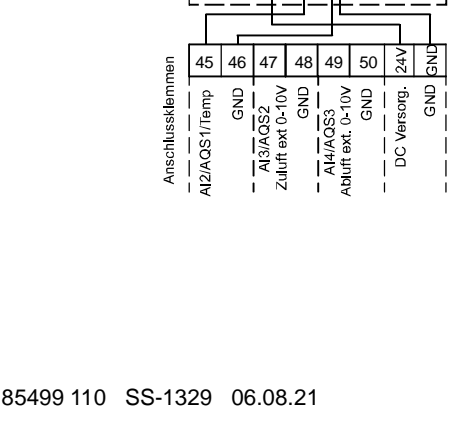 45 46 47 48 49 50 24V GND
Anschlussklemmen
AI2/AQS1/Temp
GND
AI3/AQS2
Zuluft ext 0-10V
GND
AI4/AQS3
Abluft ext. 0-10V
GND
DC Versorg.
GND
85499 110 SS-1329 06.08.21